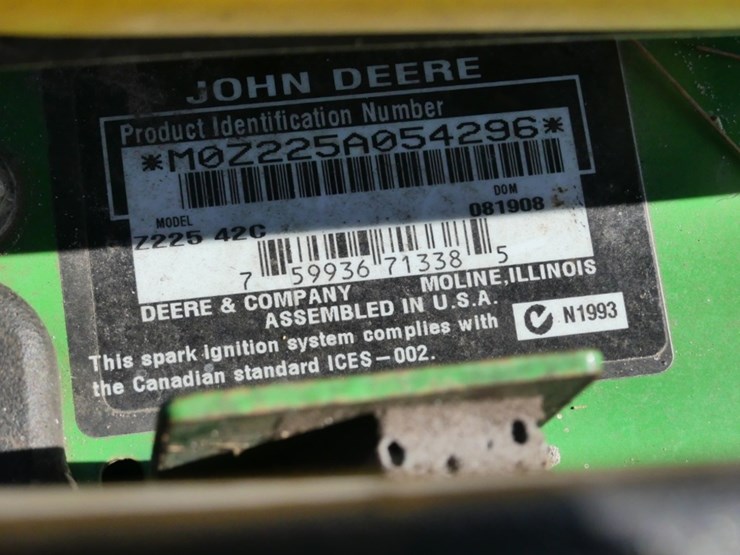 JOHN DEERE
Product Identification Number
*M0Z225A054296*
MODEL
DOM
Z225 42C
081908
7 59936 71338 5
DEERE & COMPANY MOLINE, ILLINOIS
ASSEMBLED IN U.S.A.
N1993
This spark ignition system complies with
the Canadian standard ICES-002.